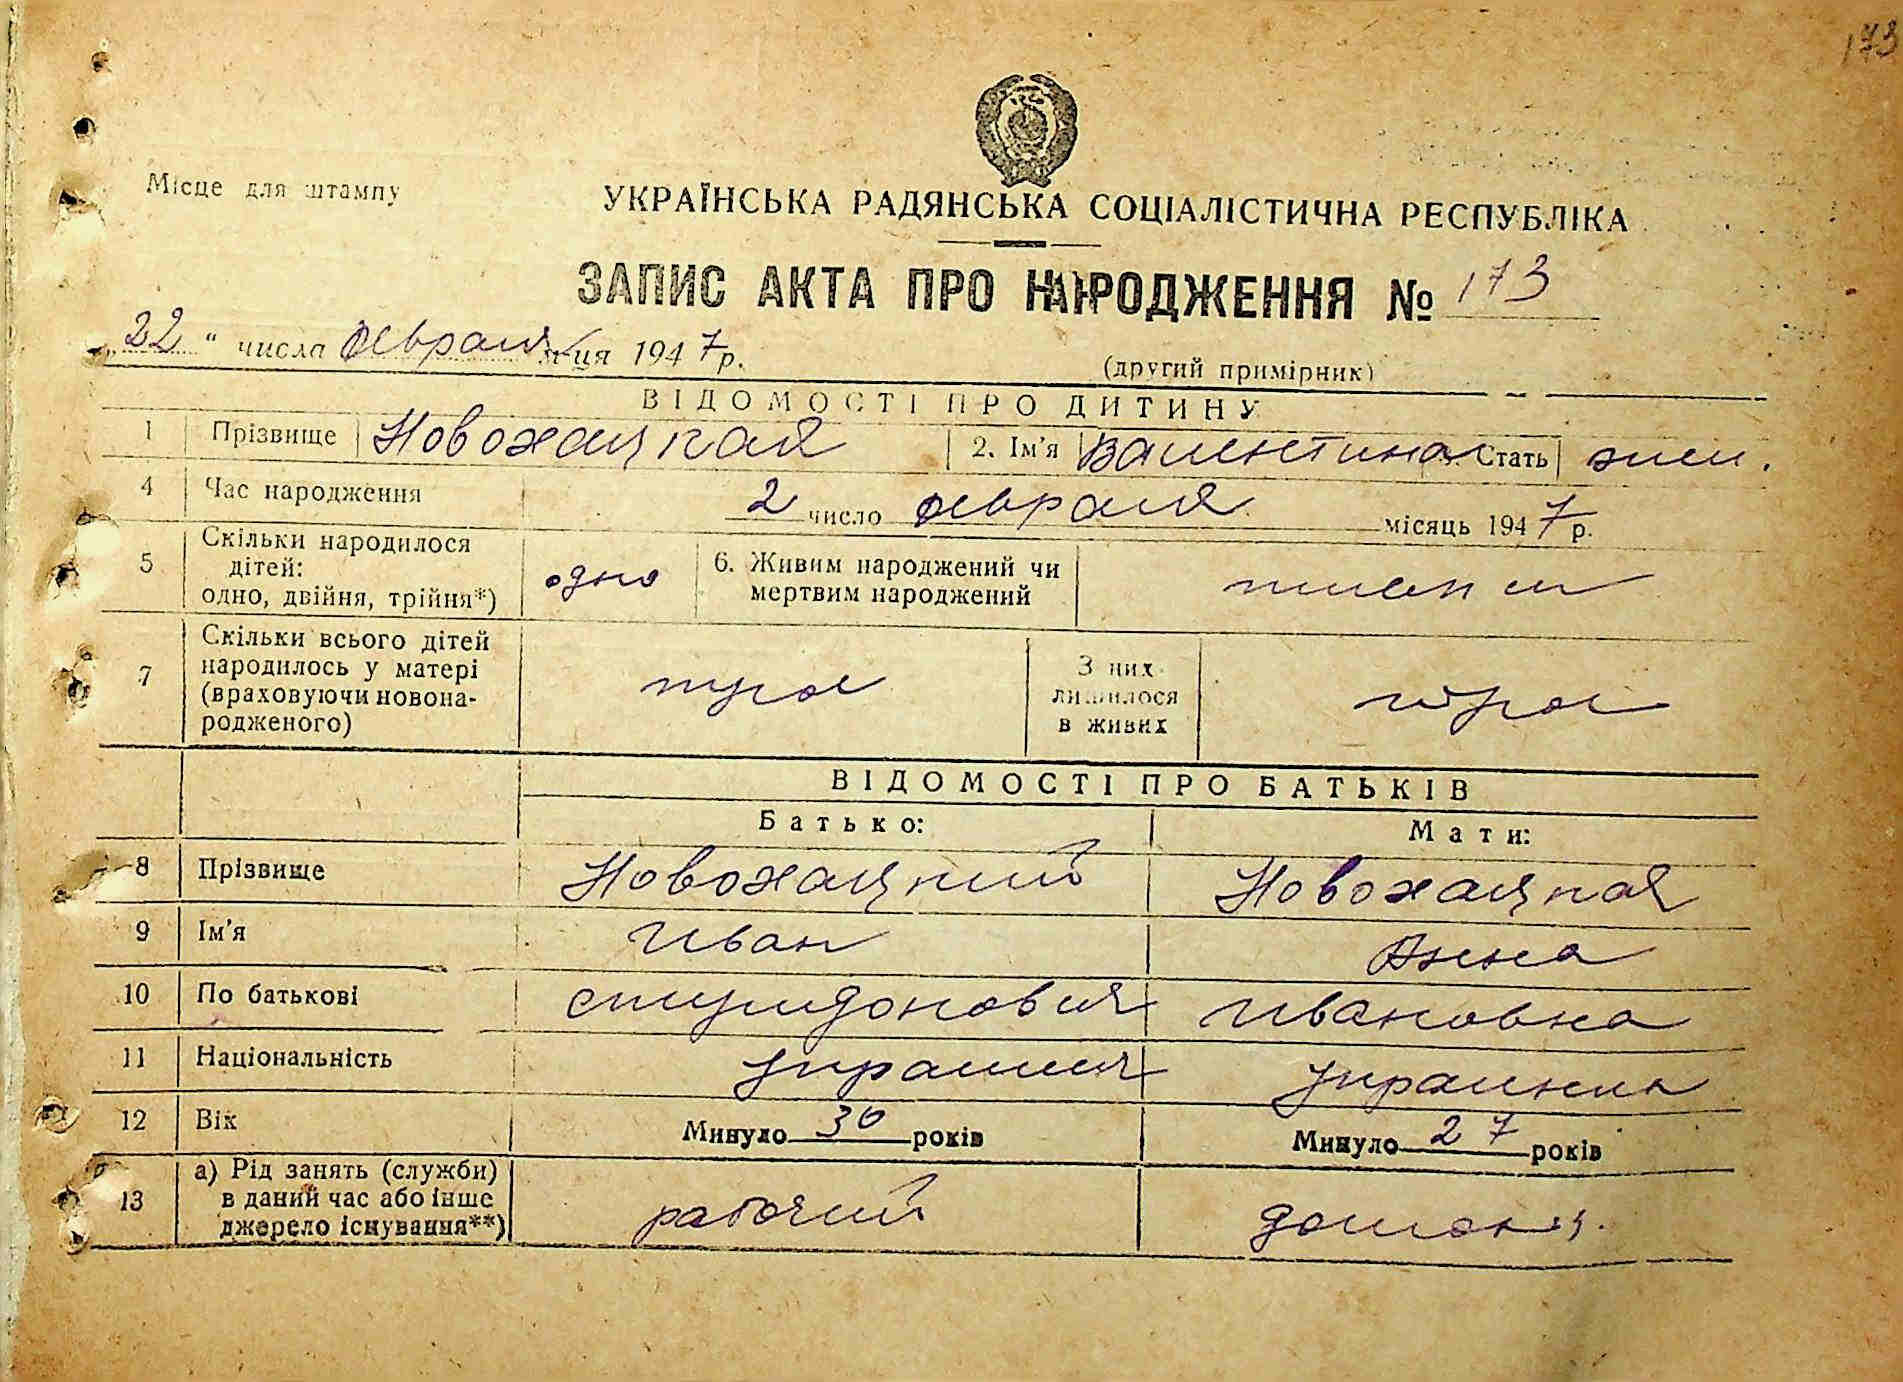 173
Місце для штампу
УКРАЇНСЬКА РАДЯНСЬКА СОЦІАЛІСТИЧНА РЕСПУБЛІКА
ЗАПИС АКТА ПРО НАРОДЖЕННЯ № 173
„22“ числа февраля м-ця 1947 р.
(другий примірник)
ВІДОМОСТІ ПРО ДИТИНУ
1 Прізвище Новохацкая 2. Ім'я Валентина 3. Стать жен.
4 Час народження 2 число февраля місяць 1947 р.
5 Скільки народилося дітей: одно, двійня, трійня*) одно 6. Живим народжений чи мертвим народжений живым
7 Скільки всього дітей народилось у матері (враховуючи новонародженого) трое З них лишилося в живих трое
ВІДОМОСТІ ПРО БАТЬКІВ
Батько: Мати:
8 Прізвище Новохацкий Новохацкая
9 Ім'я Иван Анна
10 По батькові Спиридонович Ивановна
11 Національність украинец украинка
12 Вік Минуло 30 років Минуло 27 років
13 а) Рід занять (служби) в даний час або інше джерело існування**) рабочий домохоз.